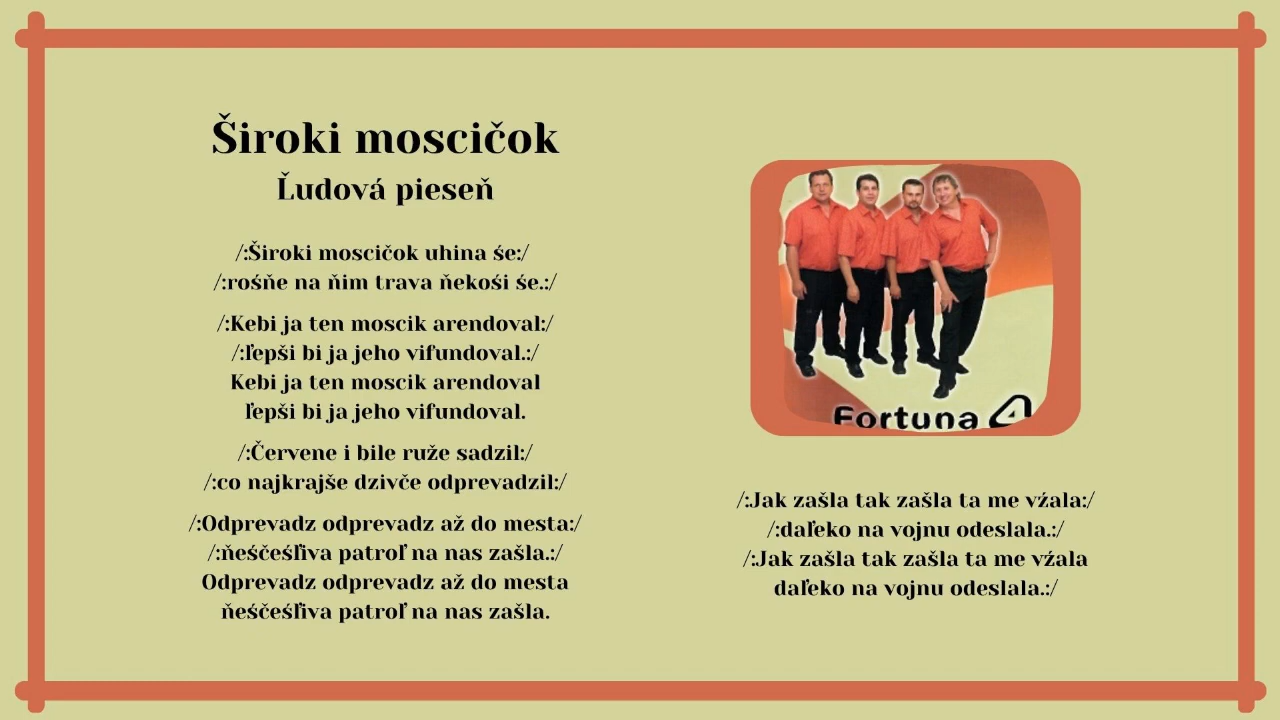 Široki moscičok
Ľudová pieseň
/:Široki moscičok uhina śe:/
/:rośňe na ňim trava ňekośi śe.:/
/:Kebi ja ten moscik arendoval:/
/:ľepši bi ja jeho vifundoval.:/
Kebi ja ten moscik arendoval
ľepši bi ja jeho vifundoval.
/:Červene i bile ruže sadzil:/
/:co najkrajše dzivče odprevadzil:/
/:Odprevadz odprevadz až do mesta:/
/:ňeśčeśľiva patroľ na nas zašla.:/
Odprevadz odprevadz až do mesta
ňeśčeśľiva patroľ na nas zašla.
Fortuna 4
/:Jak zašla tak zašla ta me vźala:/
/:daľeko na vojnu odeslala.:/
/:Jak zašla tak zašla ta me vźala
daľeko na vojnu odeslala.:/